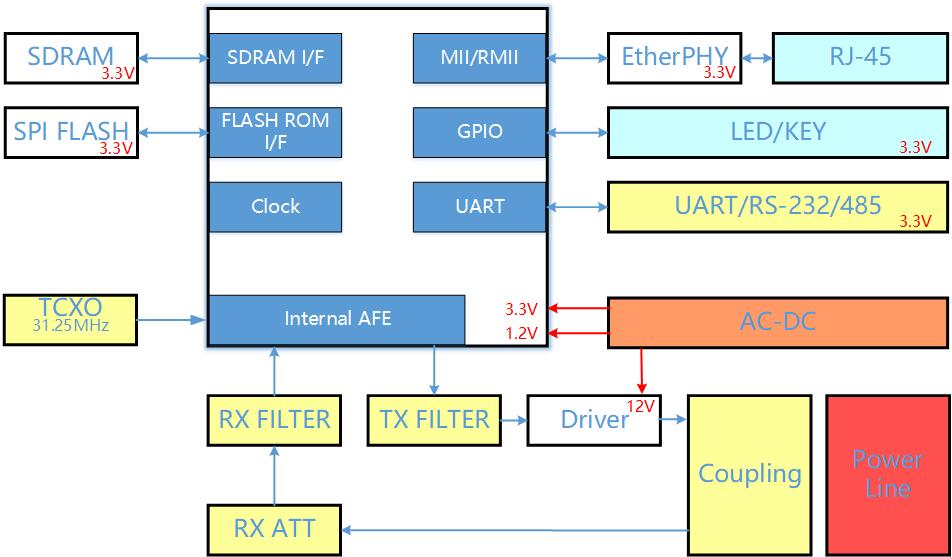 SDRAM
3.3V
SDRAM I/F
MII/RMII
EtherPHY
3.3V
RJ-45
SPI FLASH
3.3V
FLASH ROM
I/F
GPIO
LED/KEY
3.3V
Clock
UART
UART/RS-232/485
3.3V
TCXO
31.25MHz
Internal AFE
3.3V
1.2V
AC-DC
RX FILTER
TX FILTER
Driver
12V
Coupling
Power
Line
RX ATT